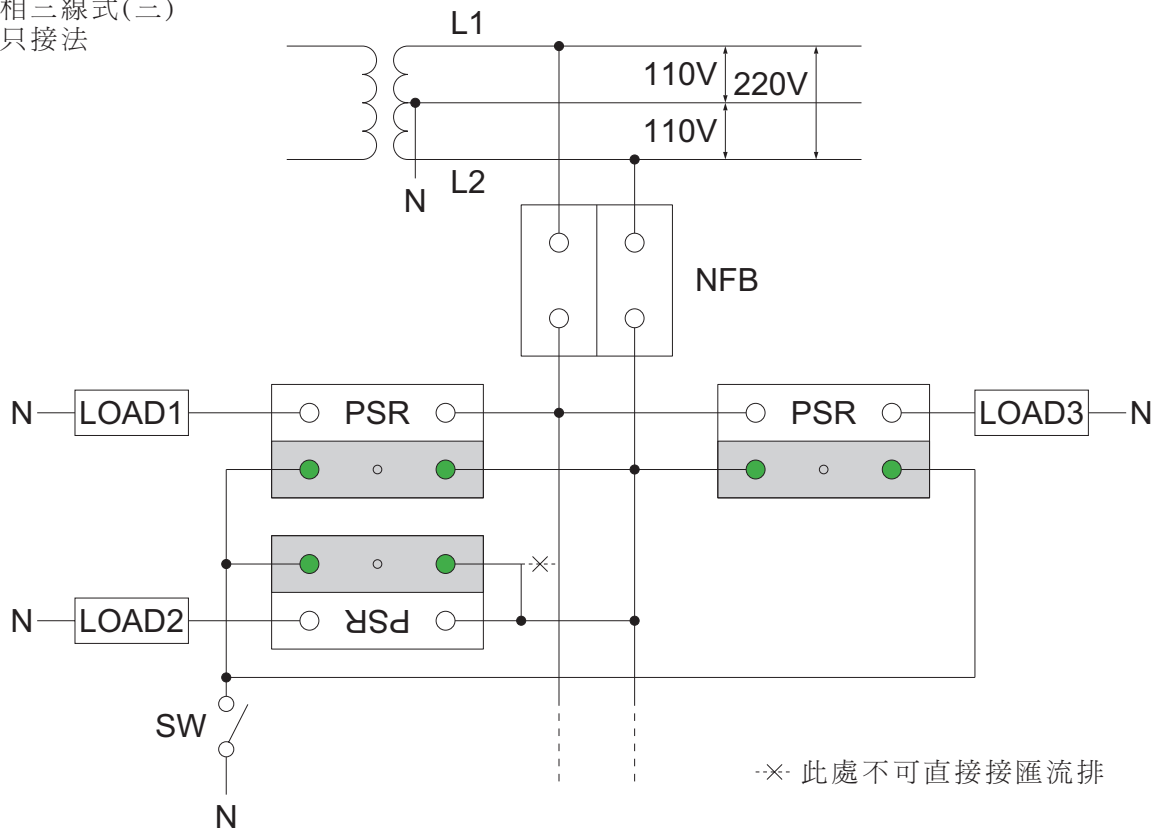 相三線式(三)
只接法
L1
110V
220V
110V
L2
N
NFB
N
LOAD1
PSR
PSR
LOAD3
N
N
LOAD2
PSR
SW
此處不可直接接匯流排
N